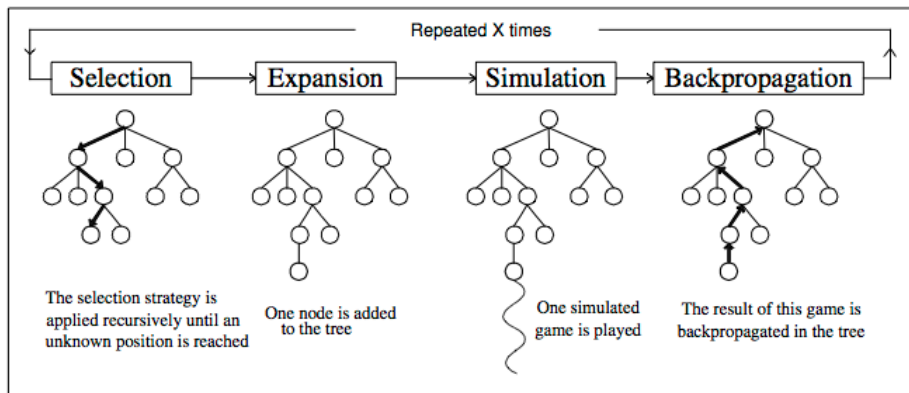 Repeated X times
Selection
Expansion
Simulation
Backpropagation
The selection strategy is
applied recursively until an
unknown position is reached
One node is added
to the tree
One simulated
game is played
The result of this game is
backpropagated in the tree